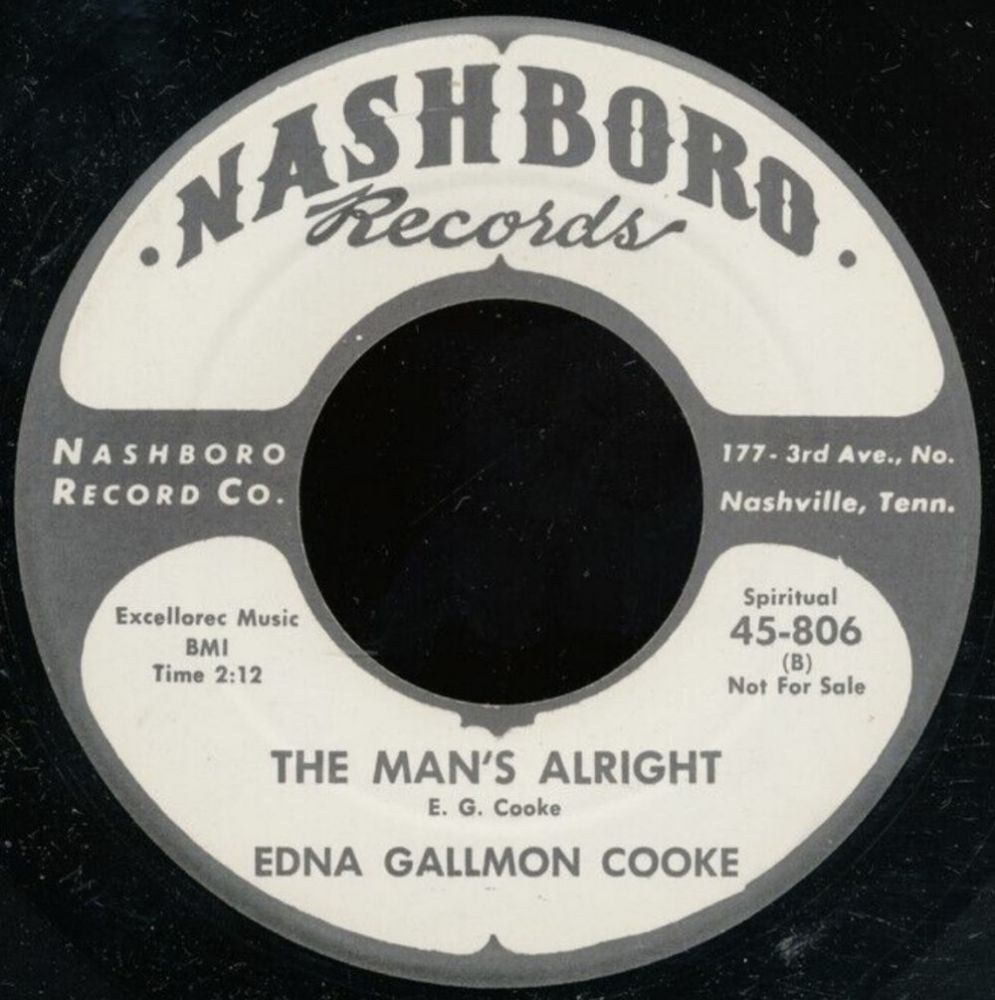 NASHBORO
Records
NASHBORO
RECORD CO.
177- 3rd Ave., No.
Nashville, Tenn.
Excellorec Music
BMI
Time 2:12
Spiritual
45-806
(B)
Not For Sale
THE MAN'S ALRIGHT
E. G. Cooke
EDNA GALLMON COOKE